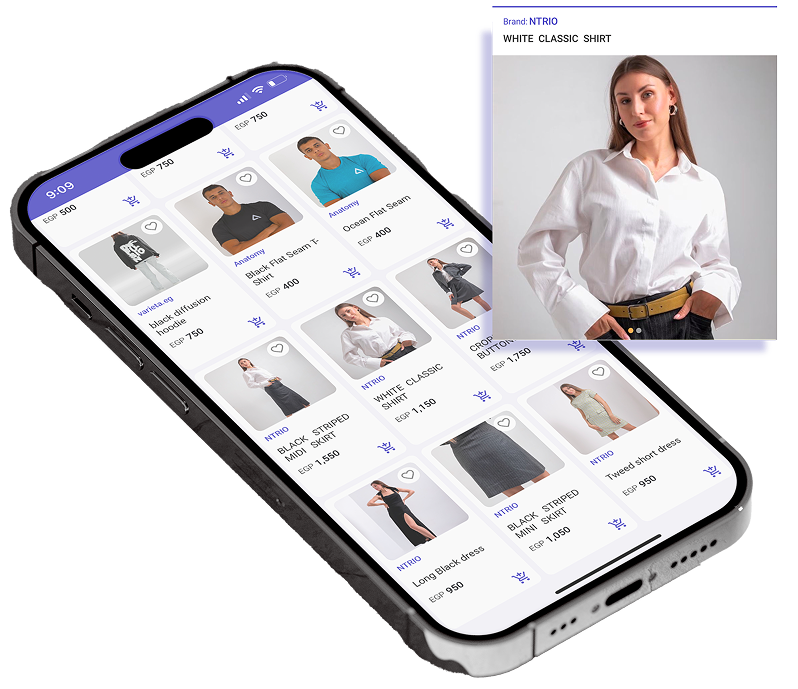 Brand: NTRIO
WHITE CLASSIC SHIRT
9:09
EGP 500
EGP 750
EGP 750
varieta.eg
black diffusion
hoodie
EGP 750
Anatomy
Black Flat Seam T-
Shirt
EGP 400
Anatomy
Ocean Flat Seam
EGP 400
NTRIO
BLACK STRIPED
MIDI SKIRT
EGP 1,550
NTRIO
WHITE CLASSIC
SHIRT
EGP 1,150
NTRIO
CROP
BUTTON
EGP 1,750
NTRIO
Long Black dress
EGP 950
NTRIO
BLACK STRIPED
MINI SKIRT
EGP 1,050
NTRIO
Tweed short dress
EGP 950